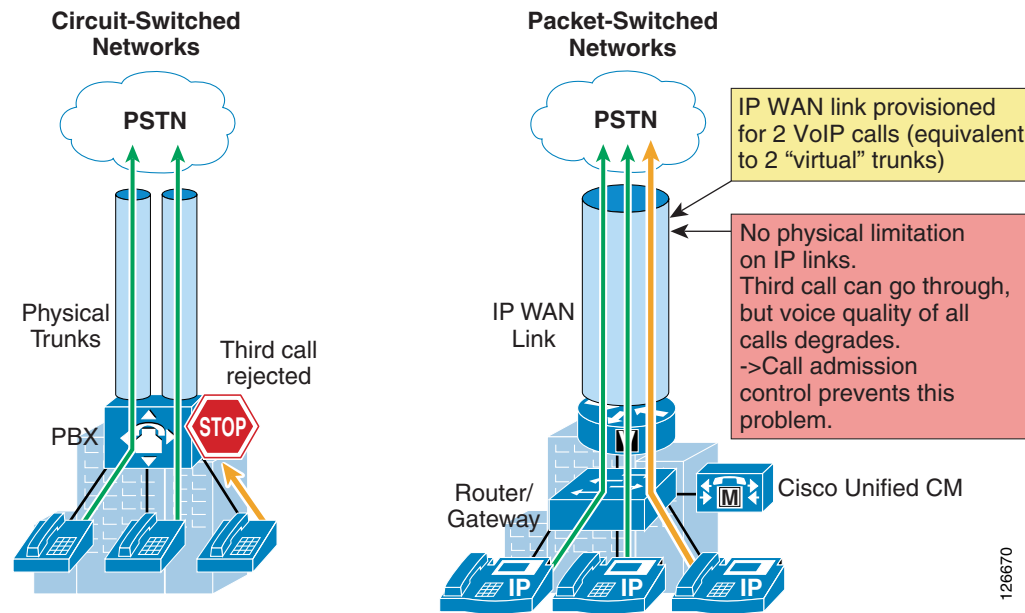 Circuit-Switched
Networks
PSTN
Physical
Trunks
Third call
rejected
PBX
STOP
Packet-Switched
Networks
PSTN
IP WAN link provisioned
for 2 VoIP calls (equivalent
to 2 “virtual” trunks)
No physical limitation
on IP links.
Third call can go through,
but voice quality of all
calls degrades.
->Call admission
control prevents this
problem.
IP WAN
Link
V
Router/
Gateway
M
Cisco Unified CM
IP
IP
IP
126670